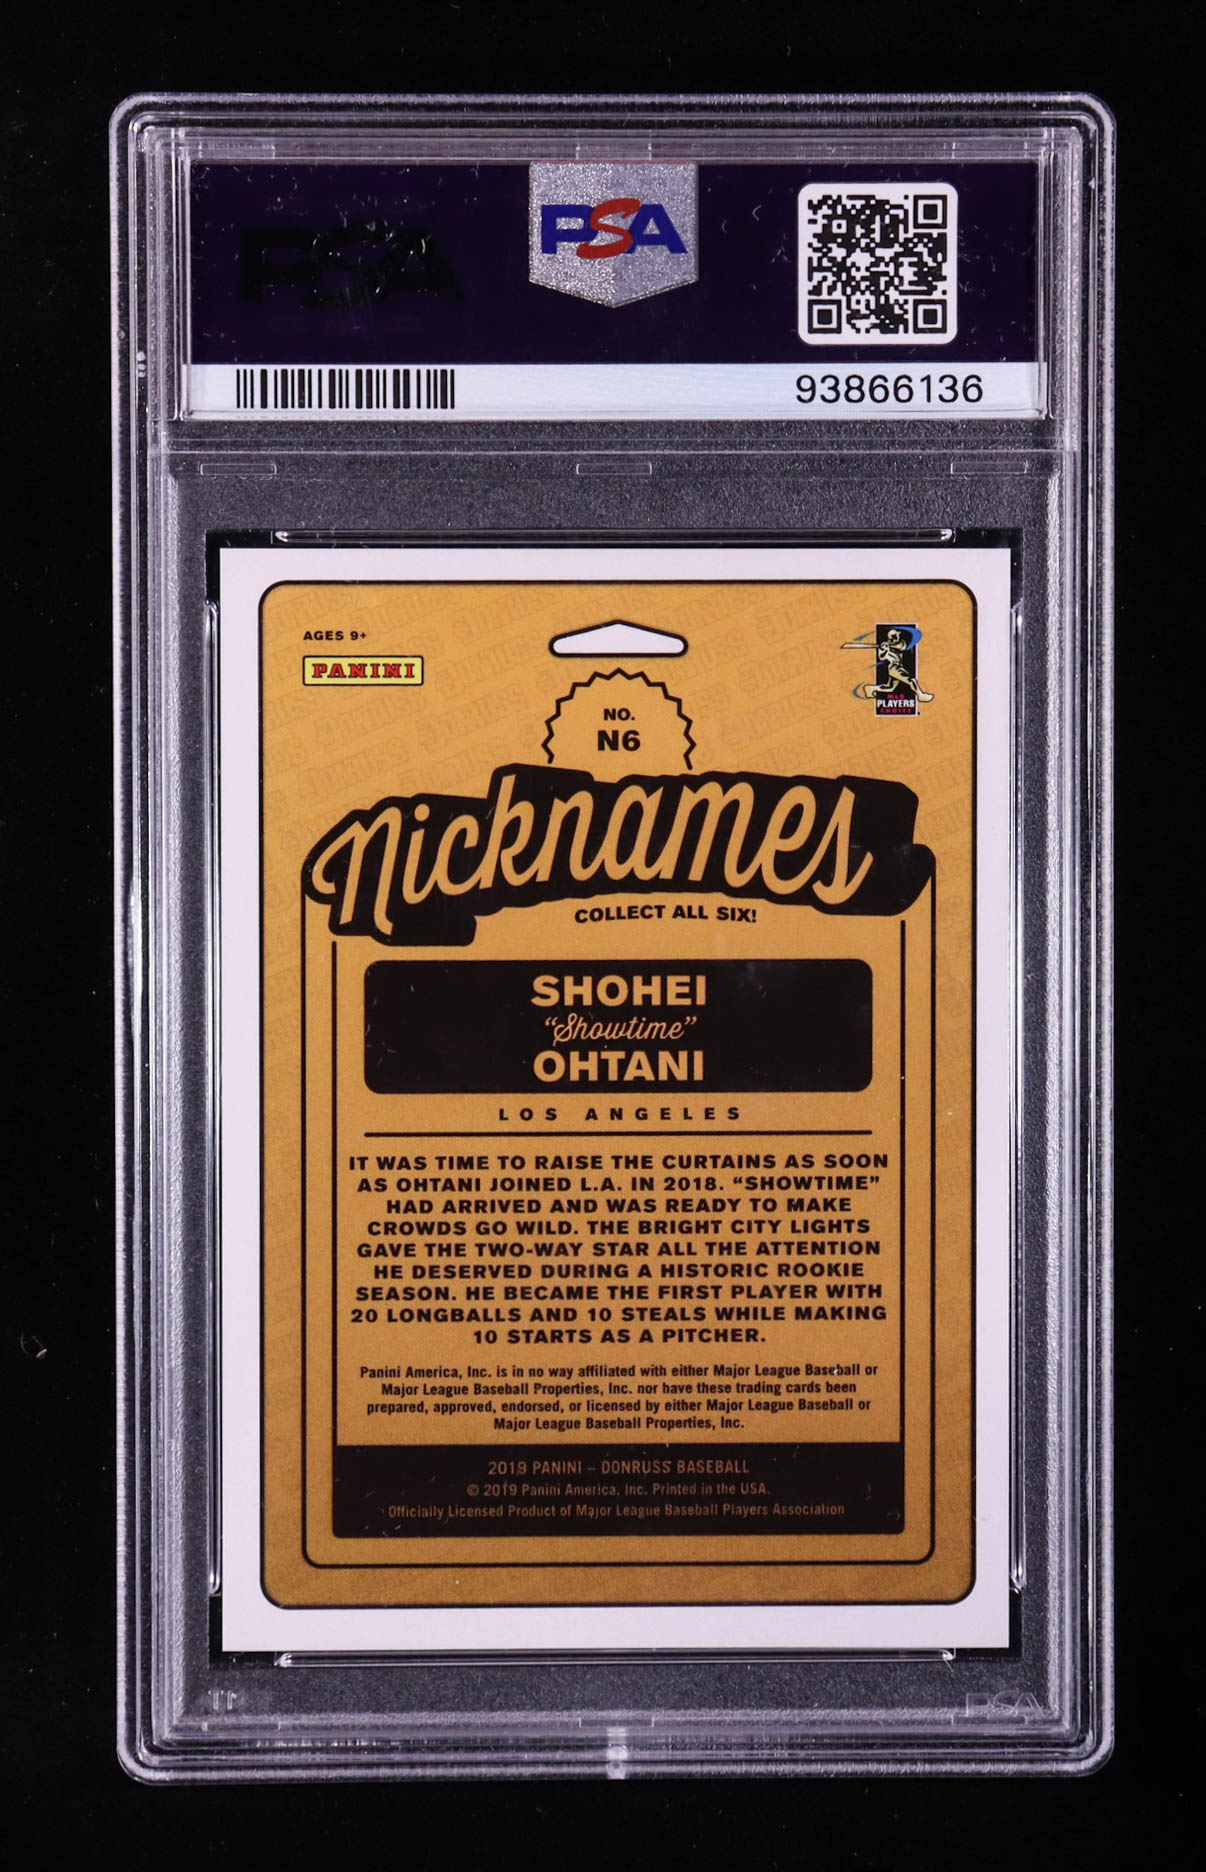 PSA
PSA
93866136
AGES 9+
PANINI
NO.
N6
MLB
PLAYERS
CHOICE
Nicknames
COLLECT ALL SIX!
SHOHEI
“Showtime”
OHTANI
LOS ANGELES
IT WAS TIME TO RAISE THE CURTAINS AS SOON
AS OHTANI JOINED L.A. IN 2018. “SHOWTIME”
HAD ARRIVED AND WAS READY TO MAKE
CROWDS GO WILD. THE BRIGHT CITY LIGHTS
GAVE THE TWO-WAY STAR ALL THE ATTENTION
HE DESERVED DURING A HISTORIC ROOKIE
SEASON. HE BECAME THE FIRST PLAYER WITH
20 LONGBALLS AND 10 STEALS WHILE MAKING
10 STARTS AS A PITCHER.
Panini America, Inc. is in no way affiliated with either Major League Baseball or
Major League Baseball Properties, Inc. nor have these trading cards been
prepared, approved, endorsed, or licensed by either Major League Baseball or
Major League Baseball Properties, Inc.
2019 PANINI – DONRUSS BASEBALL
© 2019 Panini America, Inc. Printed in the USA.
Officially Licensed Product of Major League Baseball Players Association
PSA